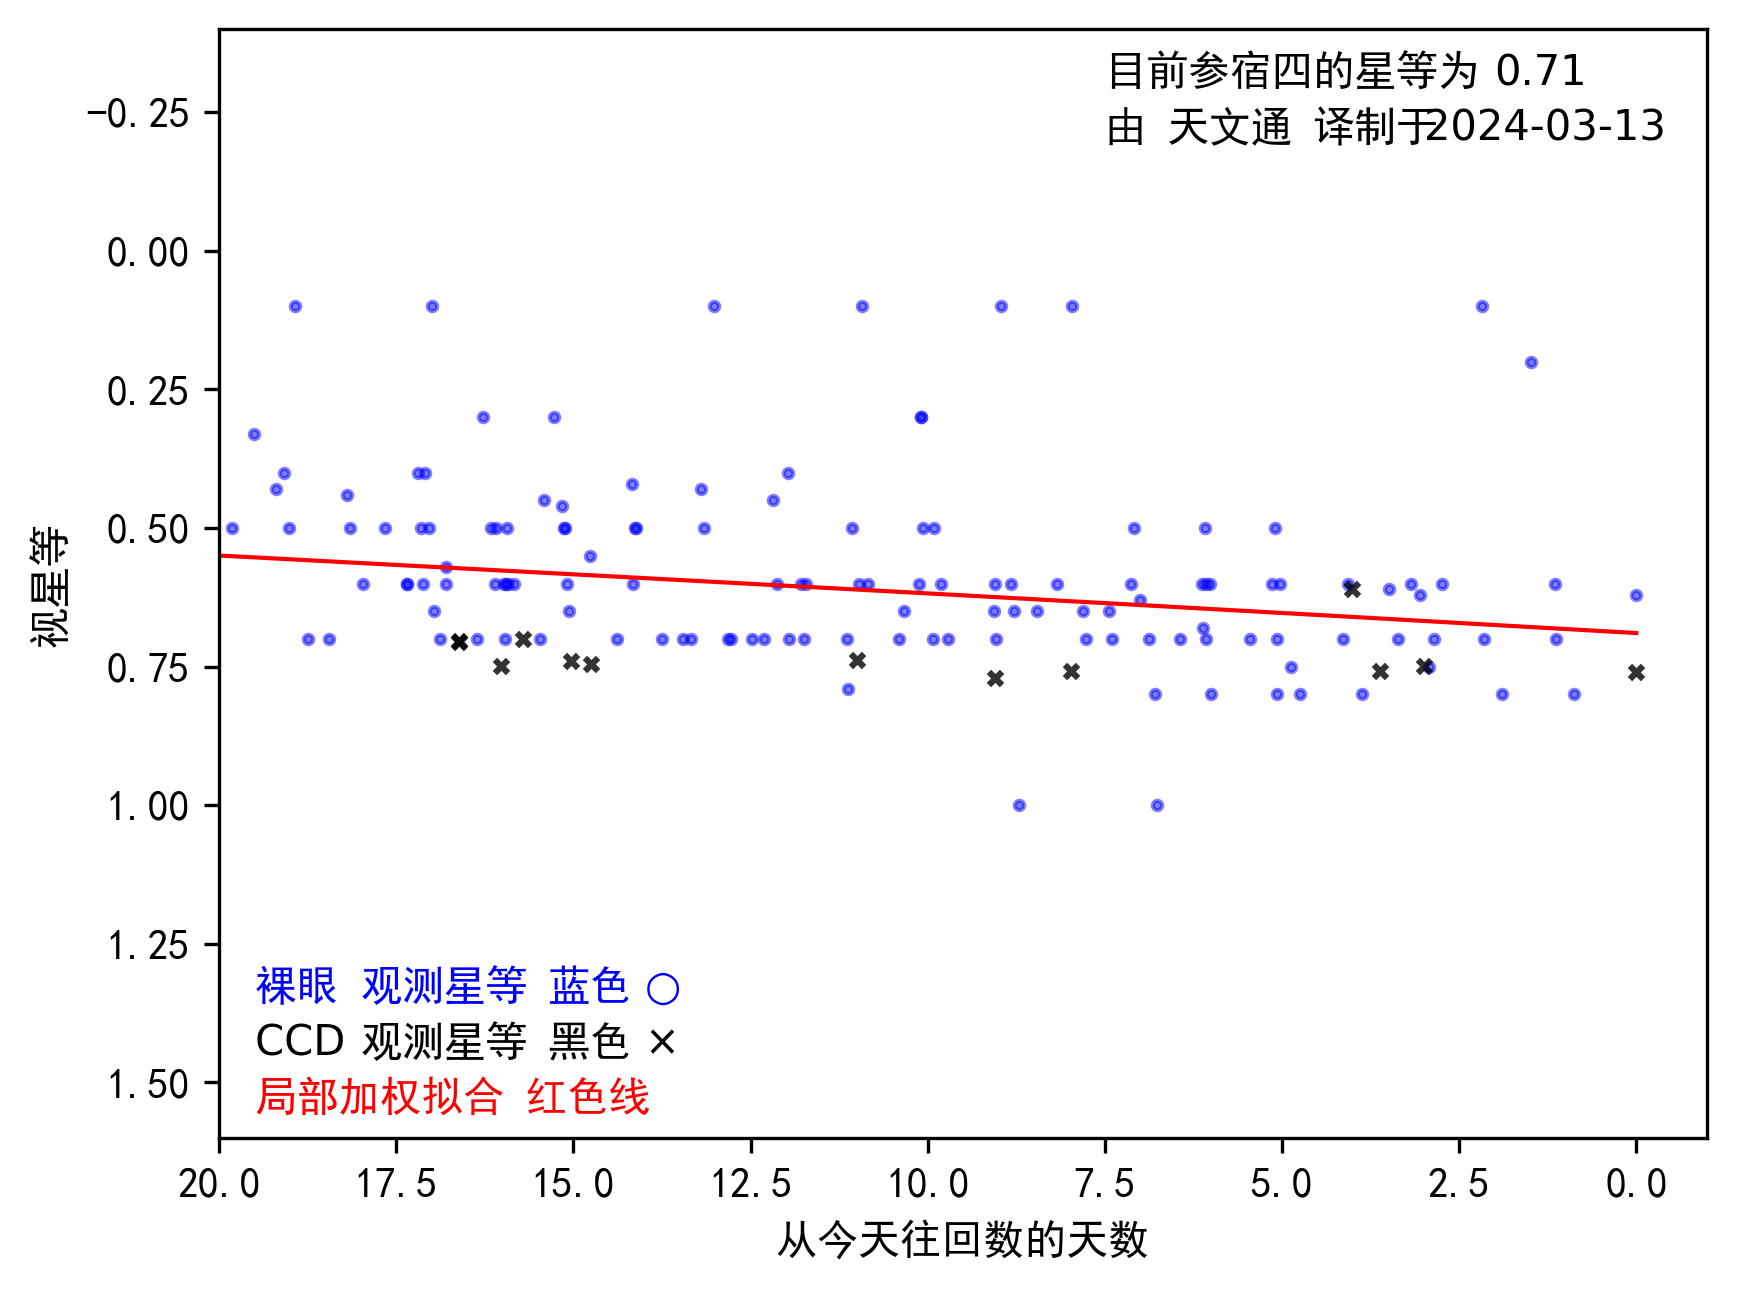 目前参宿四的星等为 0.71
由 天文通 译制于2024-03-13
−0.25
0.00
0.25
0.50
0.75
1.00
1.25
1.50
视星等
裸眼 观测星等 蓝色 ○
CCD 观测星等 黑色 ×
局部加权拟合 红色线
20.0 17.5 15.0 12.5 10.0 7.5 5.0 2.5 0.0
从今天往回数的天数